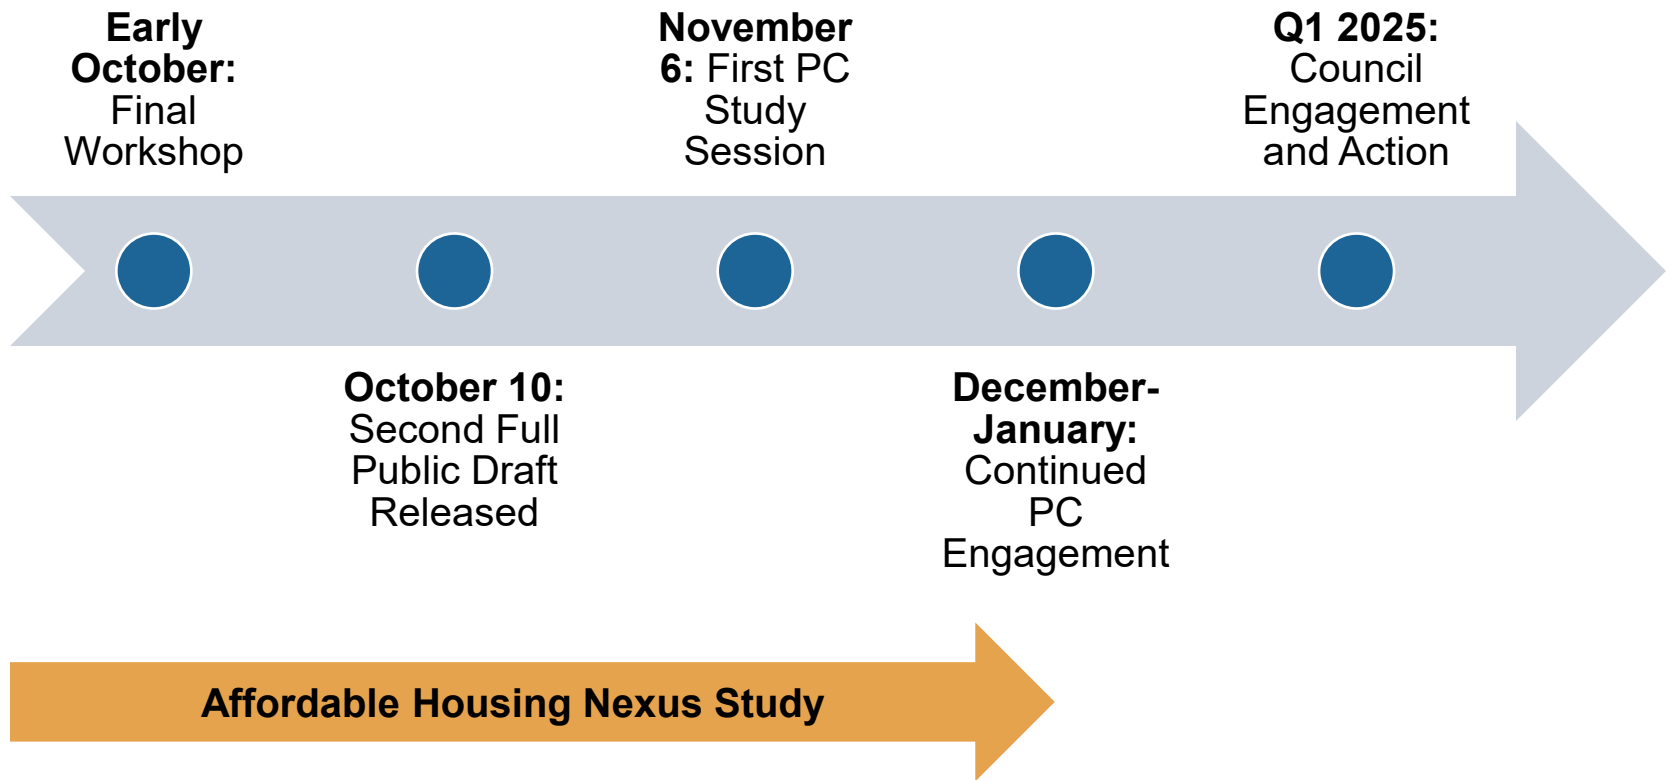 Early
October:
Final
Workshop
October 10:
Second Full
Public Draft
Released
November
6: First PC
Study
Session
December-
January:
Continued
PC
Engagement
Q1 2025:
Council
Engagement
and Action
Affordable Housing Nexus Study